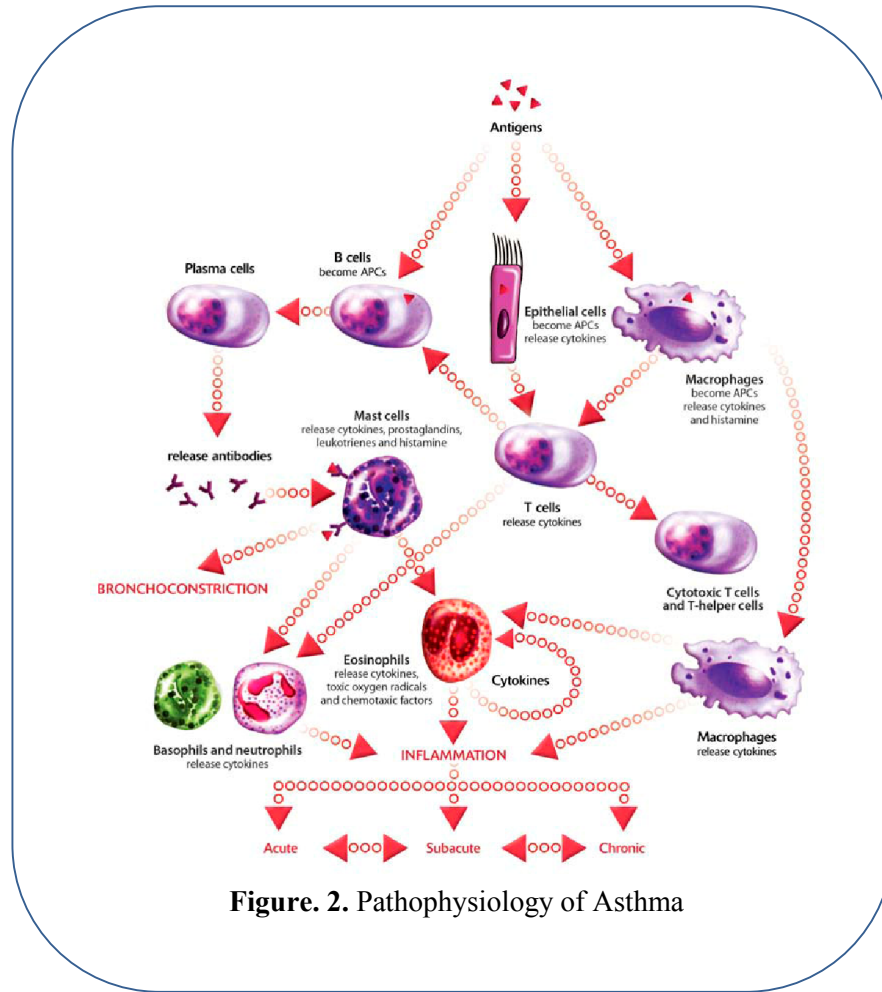 Antigens
B cells
become APCs
Plasma cells
Epithelial cells
become APCs
release cytokines
Macrophages
become APCs
release cytokines
and histamine
Mast cells
release cytokines, prostaglandins,
leukotrienes and histamine
release antibodies
T cells
release cytokines
BRONCHOCONSTRICTION
Cytotoxic T cells
and T-helper cells
Eosinophils
release cytokines,
toxic oxygen radicals
and chemotaxic factors
Cytokines
Basophils and neutrophils
release cytokines
INFLAMMATION
Macrophages
release cytokines
Acute
Subacute
Chronic
Figure. 2. Pathophysiology of Asthma